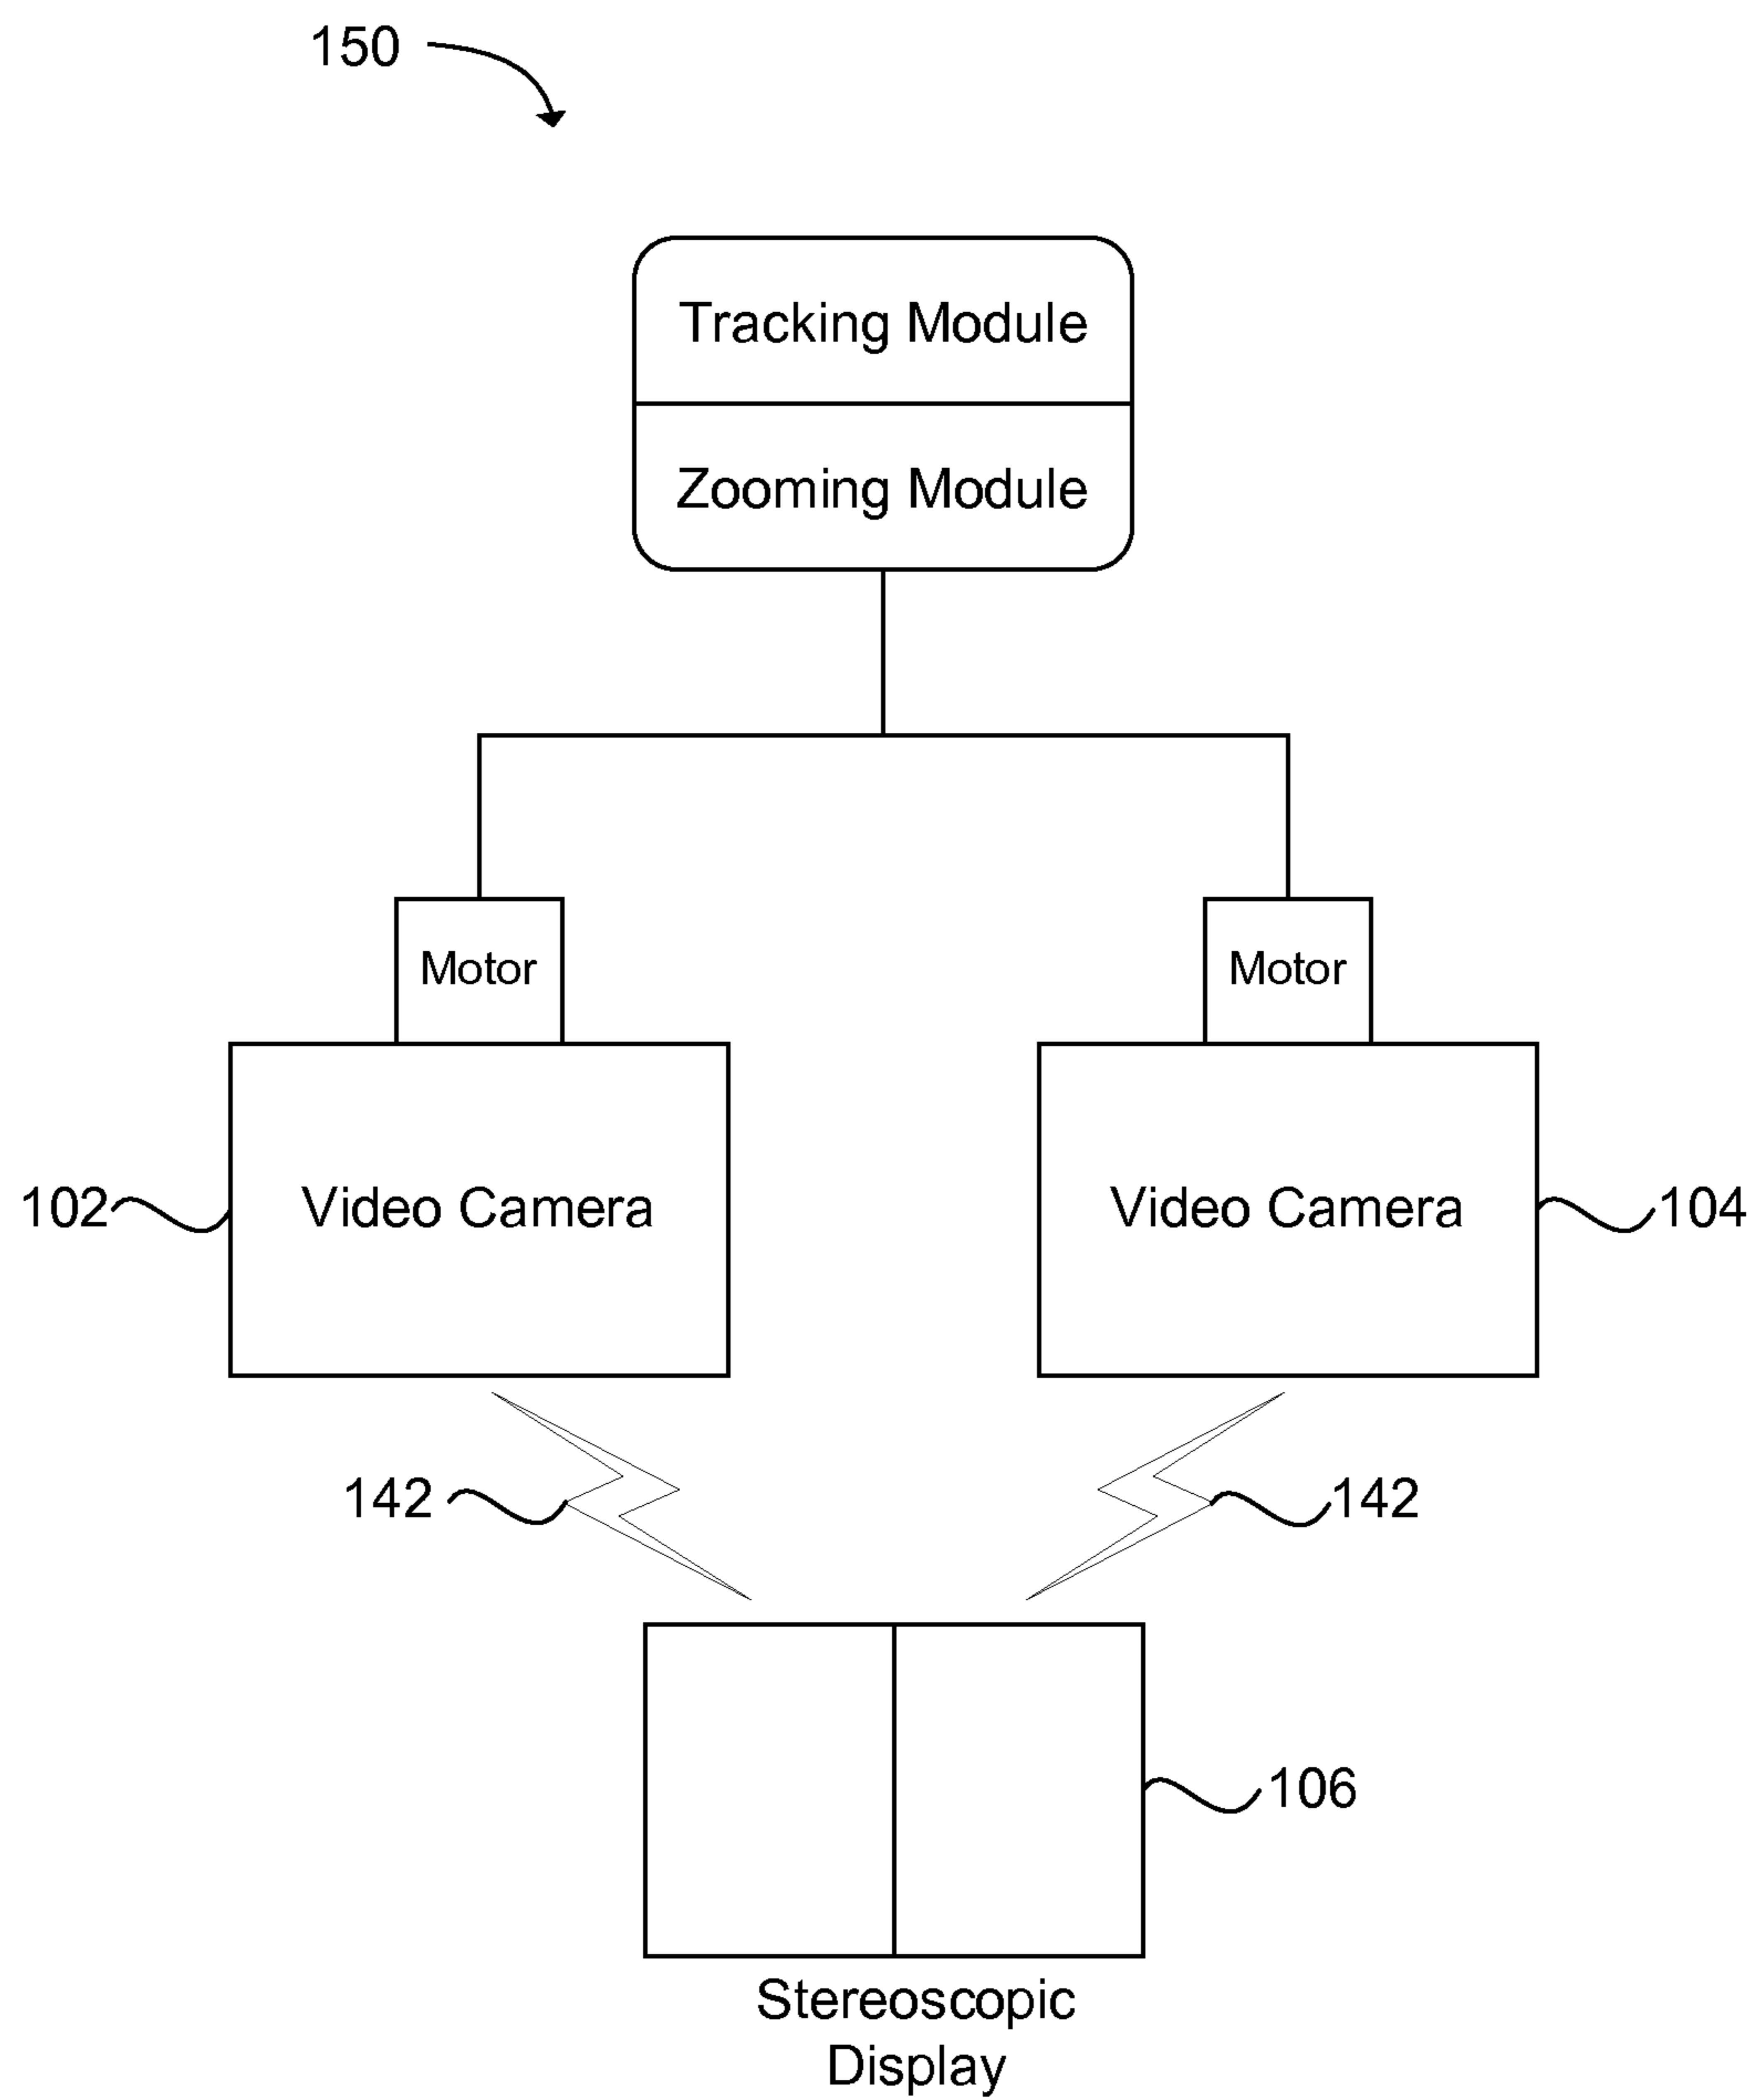 150
Tracking Module
Zooming Module
Motor
Motor
102
Video Camera
Video Camera
104
142
142
106
Stereoscopic
Display